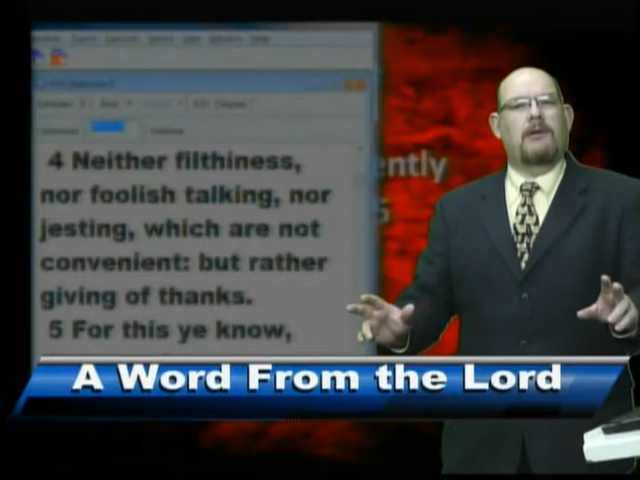 4 Neither filthiness,
nor foolish talking, nor
jesting, which are not
convenient: but rather
giving of thanks.
5 For this ye know,
ently
5
A Word From the Lord